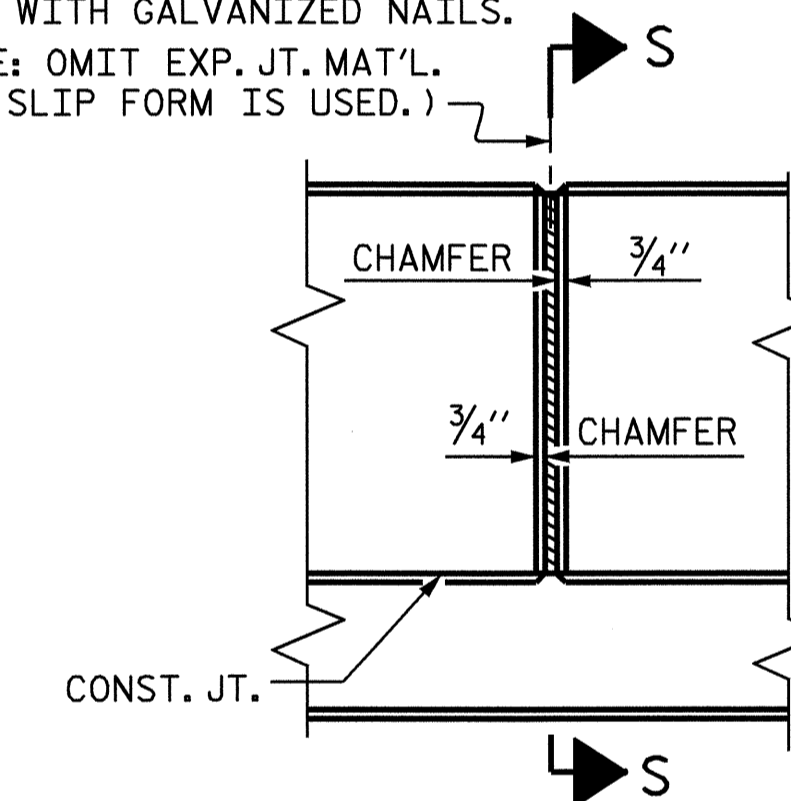 WITH GALVANIZED NAILS.
E: OMIT EXP. JT. MAT'L.
SLIP FORM IS USED.)
S
CHAMFER 3/4"
3/4" CHAMFER
CONST. JT.
S